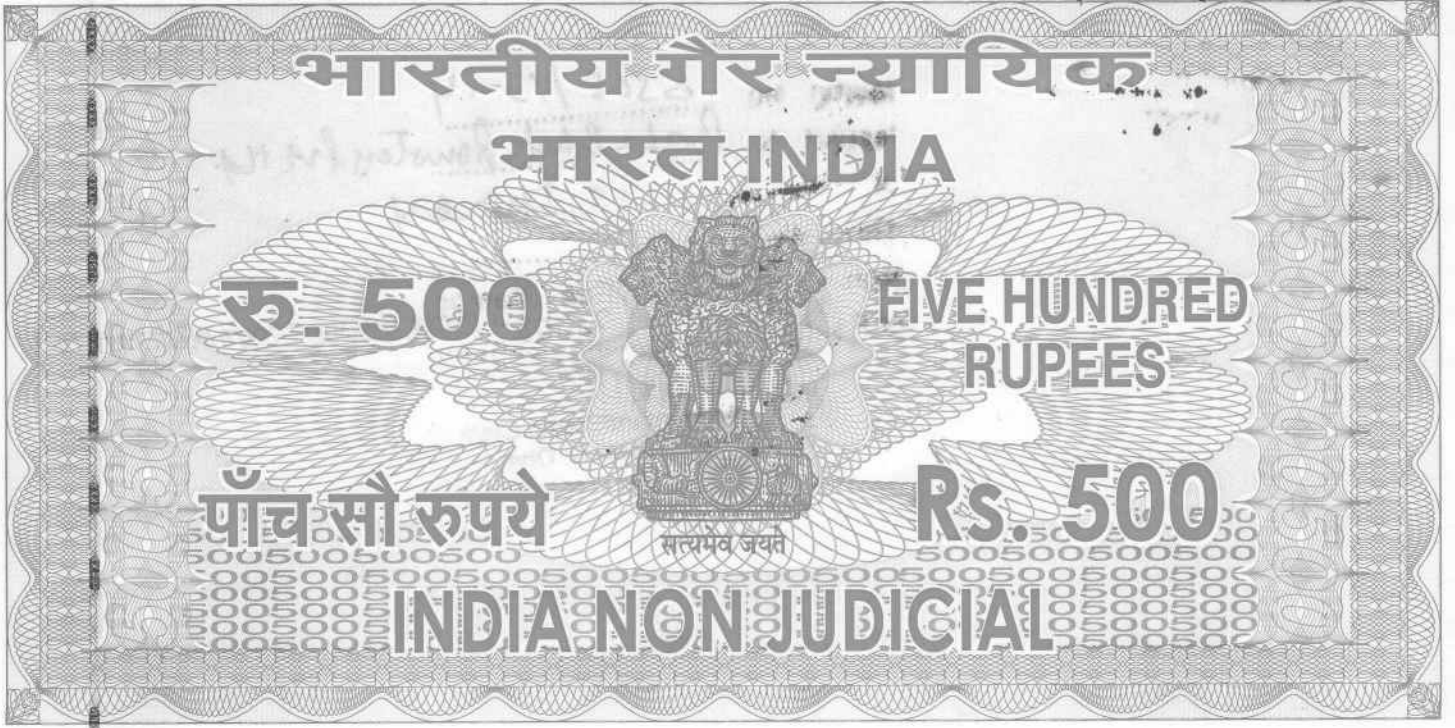 भारतीय गैर न्यायिक
भारत INDIA
रु. 500
FIVE HUNDRED
RUPEES
पाँच सौ रुपये
Rs. 500
सत्यमेव जयते
INDIA NON JUDICIAL